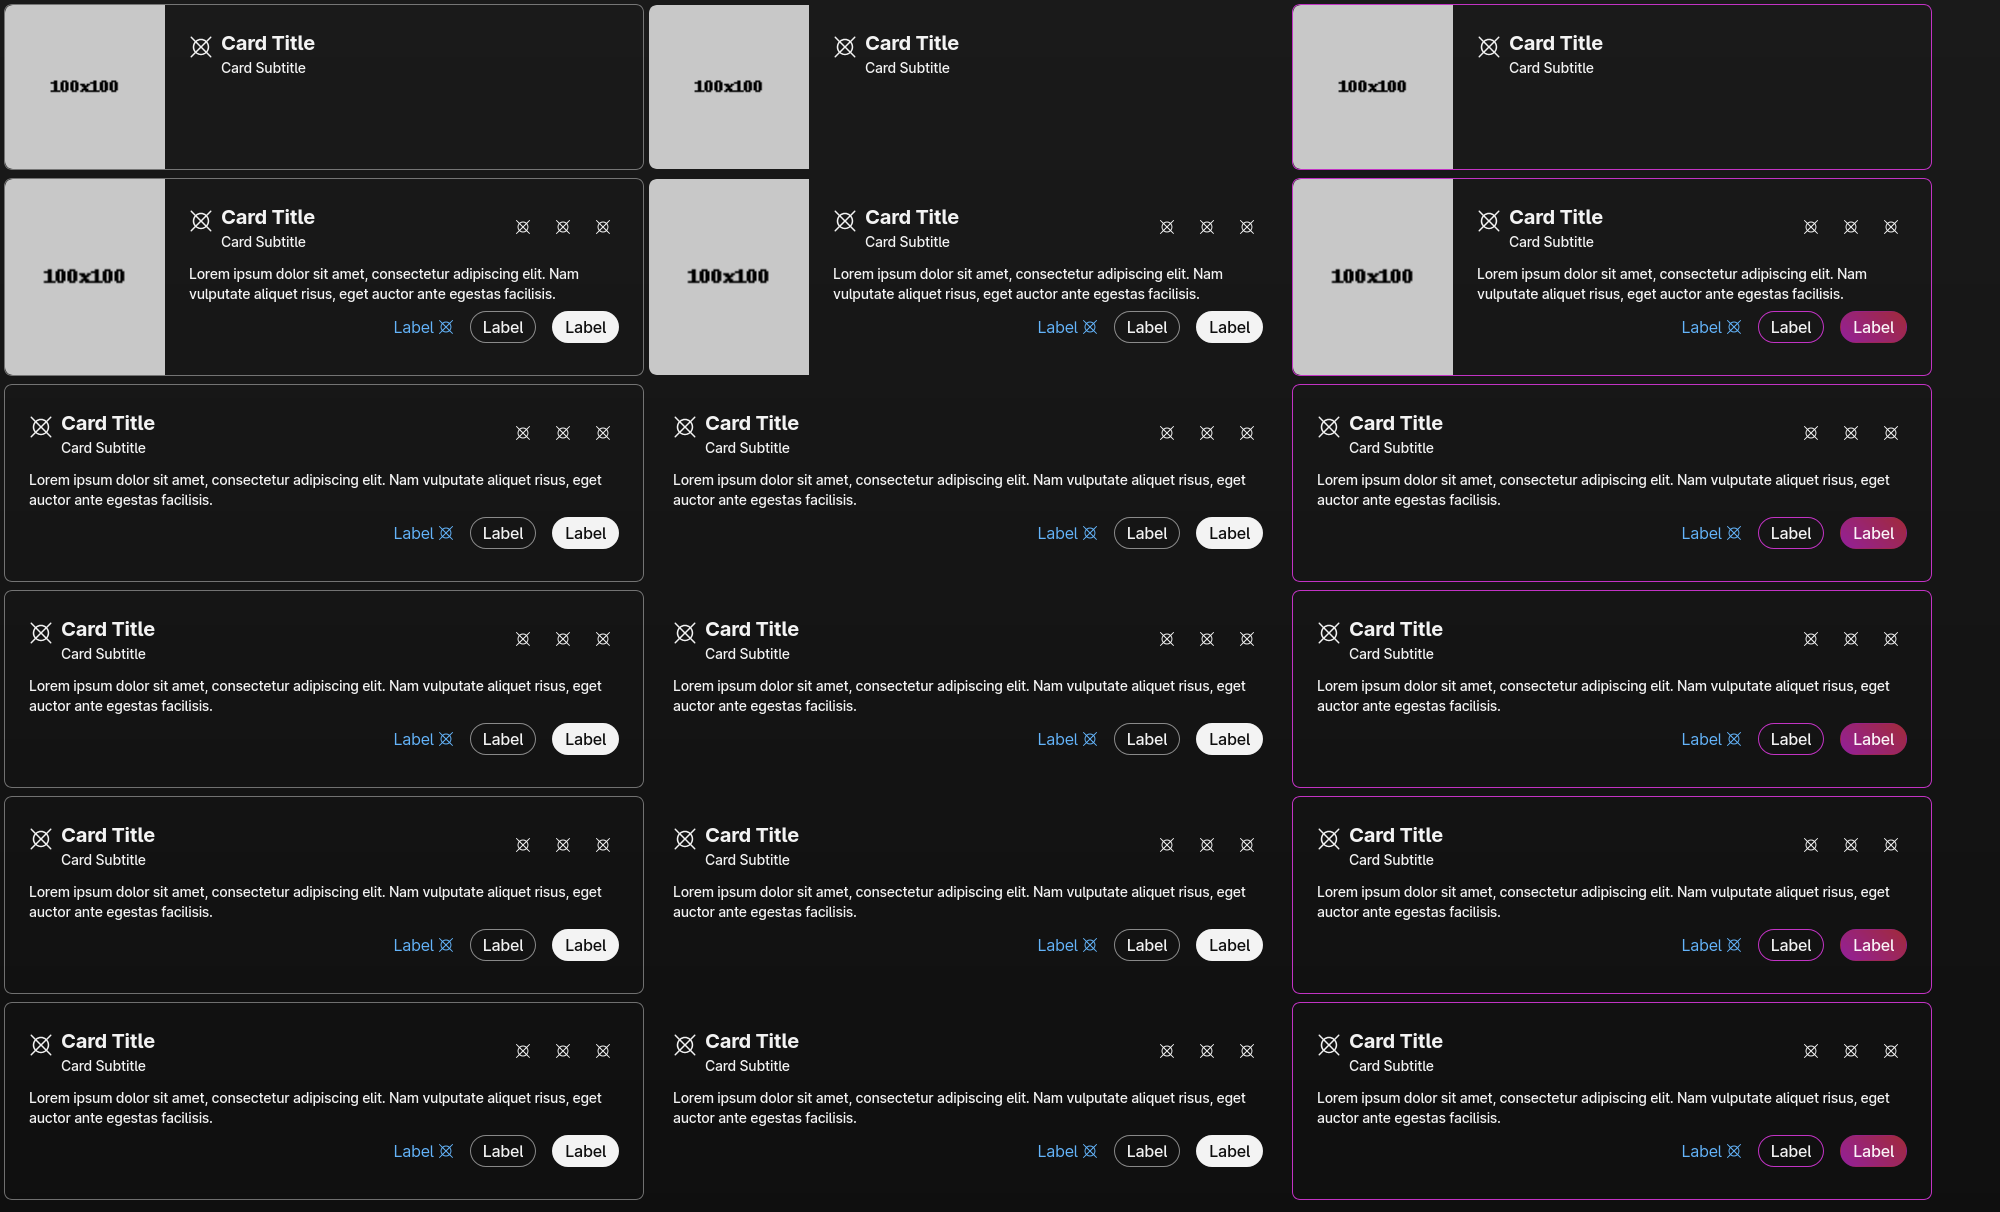 100x100
Card Title
Card Subtitle
100x100
Card Title
Card Subtitle
100x100
Card Title
Card Subtitle
100x100
Card Title
Card Subtitle
Lorem ipsum dolor sit amet, consectetur adipiscing elit. Nam
vulputate aliquet risus, eget auctor ante egestas facilisis.
Label Label Label
100x100
Card Title
Card Subtitle
Lorem ipsum dolor sit amet, consectetur adipiscing elit. Nam
vulputate aliquet risus, eget auctor ante egestas facilisis.
Label Label Label
100x100
Card Title
Card Subtitle
Lorem ipsum dolor sit amet, consectetur adipiscing elit. Nam
vulputate aliquet risus, eget auctor ante egestas facilisis.
Label Label Label
Card Title
Card Subtitle
Lorem ipsum dolor sit amet, consectetur adipiscing elit. Nam vulputate aliquet risus, eget
auctor ante egestas facilisis.
Label Label Label
Card Title
Card Subtitle
Lorem ipsum dolor sit amet, consectetur adipiscing elit. Nam vulputate aliquet risus, eget
auctor ante egestas facilisis.
Label Label Label
Card Title
Card Subtitle
Lorem ipsum dolor sit amet, consectetur adipiscing elit. Nam vulputate aliquet risus, eget
auctor ante egestas facilisis.
Label Label Label
Card Title
Card Subtitle
Lorem ipsum dolor sit amet, consectetur adipiscing elit. Nam vulputate aliquet risus, eget
auctor ante egestas facilisis.
Label Label Label
Card Title
Card Subtitle
Lorem ipsum dolor sit amet, consectetur adipiscing elit. Nam vulputate aliquet risus, eget
auctor ante egestas facilisis.
Label Label Label
Card Title
Card Subtitle
Lorem ipsum dolor sit amet, consectetur adipiscing elit. Nam vulputate aliquet risus, eget
auctor ante egestas facilisis.
Label Label Label
Card Title
Card Subtitle
Lorem ipsum dolor sit amet, consectetur adipiscing elit. Nam vulputate aliquet risus, eget
auctor ante egestas facilisis.
Label Label Label
Card Title
Card Subtitle
Lorem ipsum dolor sit amet, consectetur adipiscing elit. Nam vulputate aliquet risus, eget
auctor ante egestas facilisis.
Label Label Label
Card Title
Card Subtitle
Lorem ipsum dolor sit amet, consectetur adipiscing elit. Nam vulputate aliquet risus, eget
auctor ante egestas facilisis.
Label Label Label
Card Title
Card Subtitle
Lorem ipsum dolor sit amet, consectetur adipiscing elit. Nam vulputate aliquet risus, eget
auctor ante egestas facilisis.
Label Label Label
Card Title
Card Subtitle
Lorem ipsum dolor sit amet, consectetur adipiscing elit. Nam vulputate aliquet risus, eget
auctor ante egestas facilisis.
Label Label Label
Card Title
Card Subtitle
Lorem ipsum dolor sit amet, consectetur adipiscing elit. Nam vulputate aliquet risus, eget
auctor ante egestas facilisis.
Label Label Label